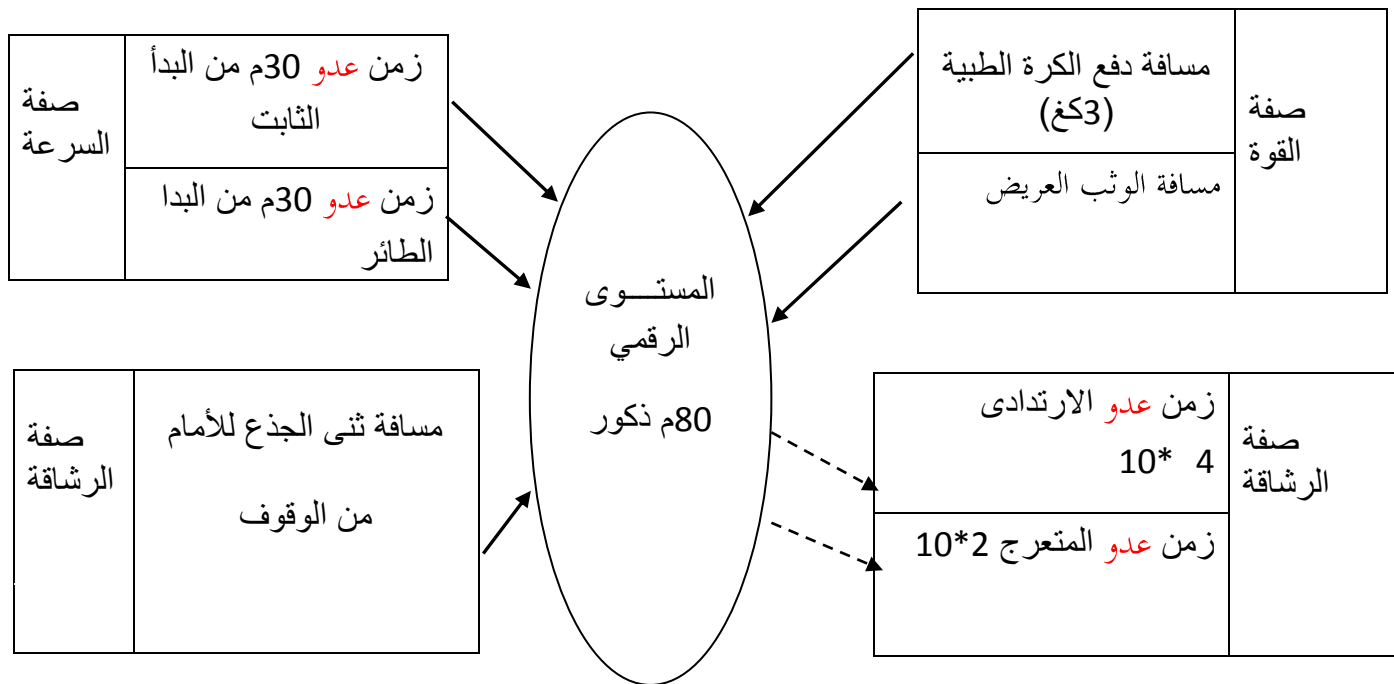 صفة
القوة
مسافة دفع الكرة الطبية
(3كغ)
مسافة الوثب العريض
زمن عدو 30م من البدأ
الثابت
زمن عدو 30م من البدا
الطائر
صفة
السرعة
المستــــوى
الرقمي
80م ذكور
صفة
الرشاقة
زمن عدو الارتدادى
4 *10
زمن عدو المتعرج 2*10
مسافة ثنى الجذع للأمام
من الوقوف
صفة
الرشاقة